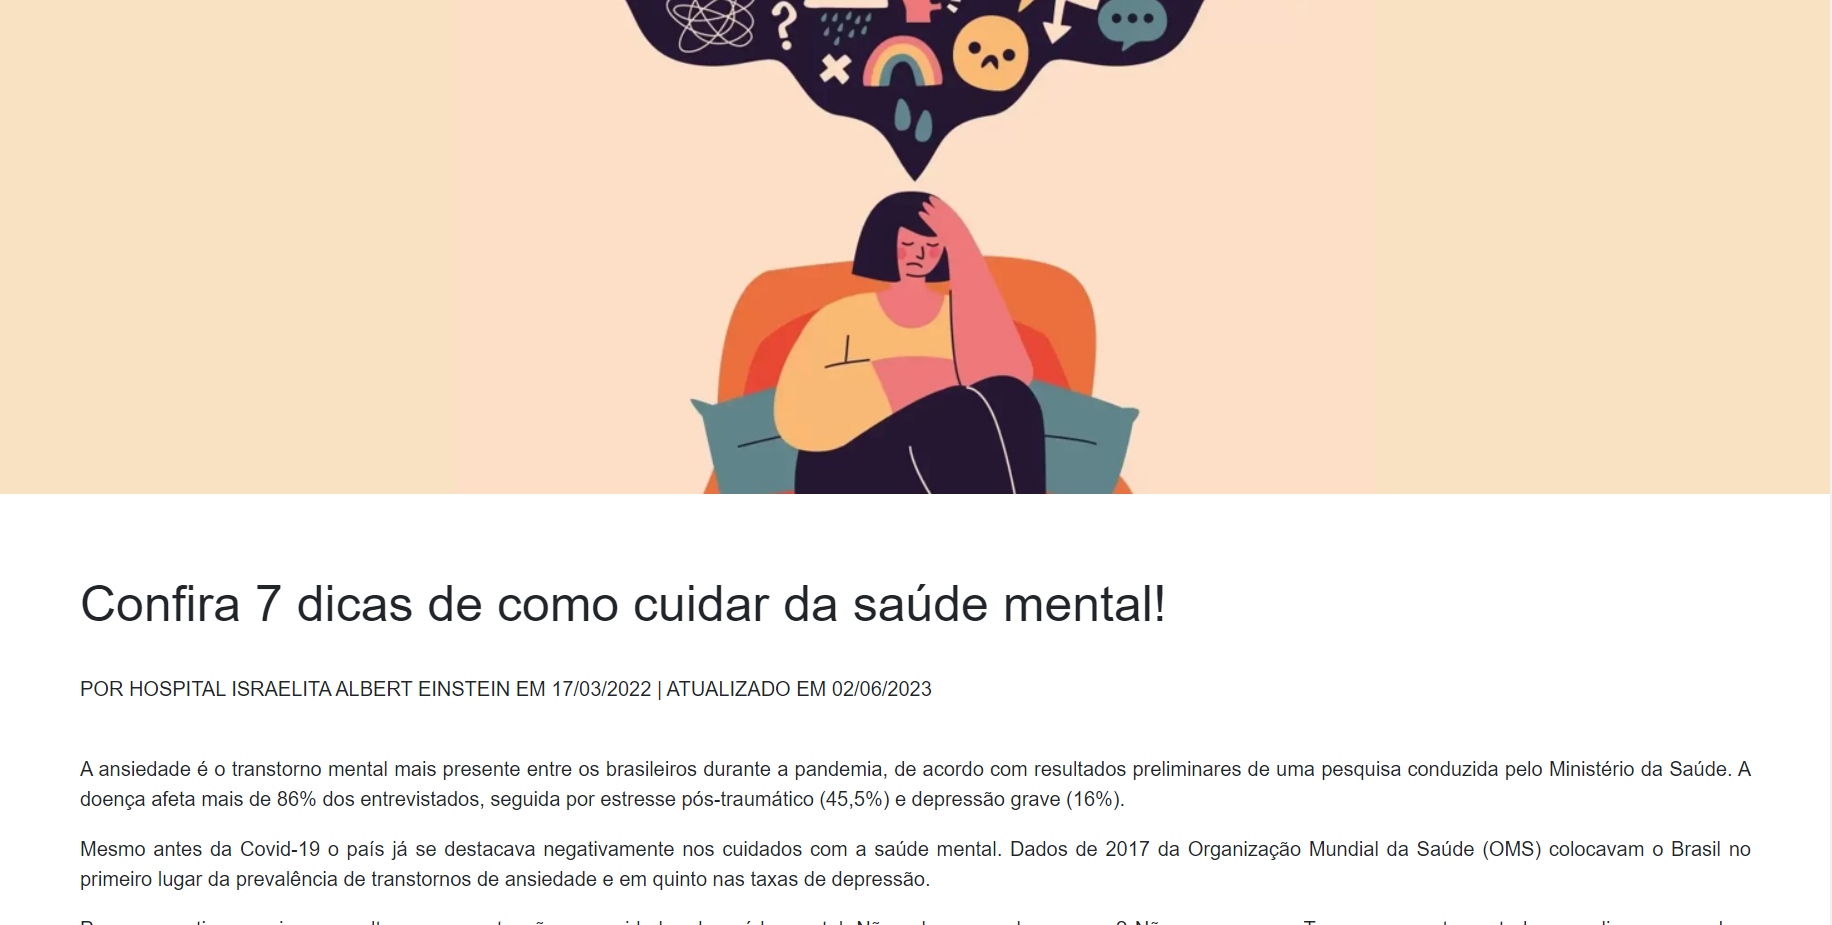 ?
Confira 7 dicas de como cuidar da saúde mental!
POR HOSPITAL ISRAELITA ALBERT EINSTEIN EM 17/03/2022 | ATUALIZADO EM 02/06/2023
A ansiedade é o transtorno mental mais presente entre os brasileiros durante a pandemia, de acordo com resultados preliminares de uma pesquisa conduzida pelo Ministério da Saúde. A
doença afeta mais de 86% dos entrevistados, seguida por estresse pós-traumático (45,5%) e depressão grave (16%).
Mesmo antes da Covid-19 o país já se destacava negativamente nos cuidados com a saúde mental. Dados de 2017 da Organização Mundial da Saúde (OMS) colocavam o Brasil no
primeiro lugar da prevalência de transtornos de ansiedade e em quinto nas taxas de depressão.